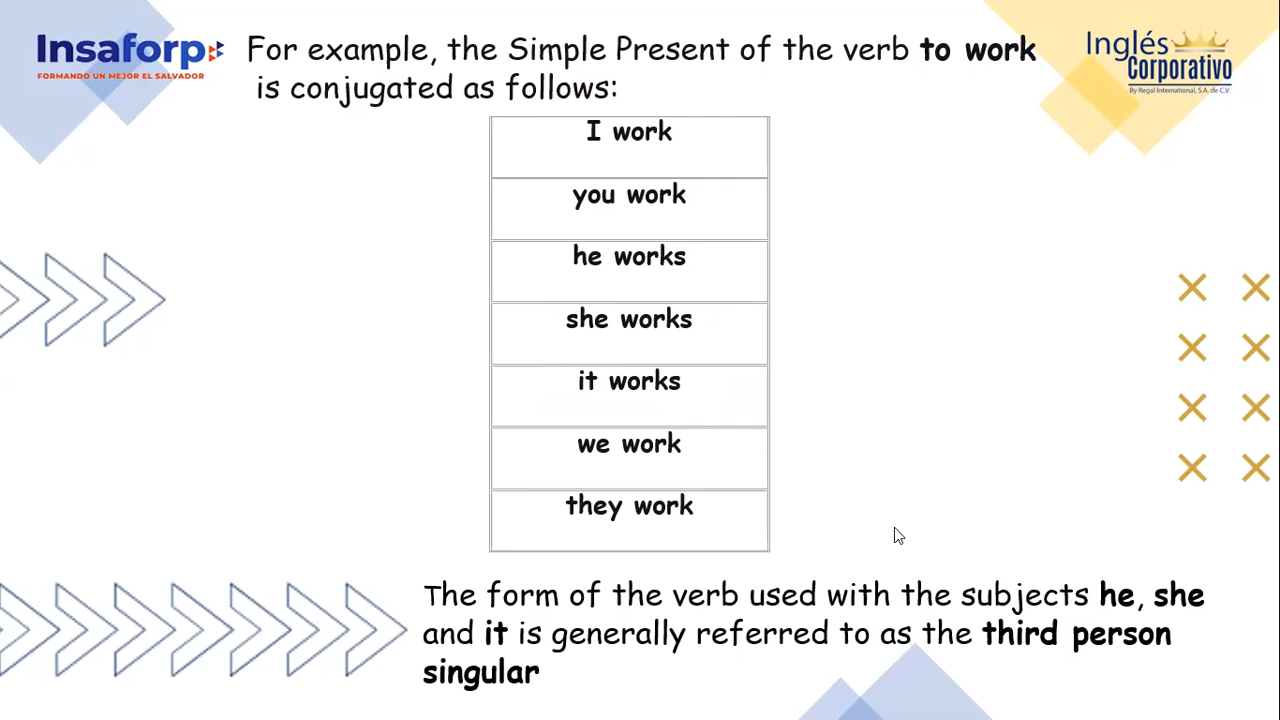 Insaforp
FORMANDO UN MEJOR EL SALVADOR
For example, the Simple Present of the verb to work
is conjugated as follows:
Inglés
Corporativo
By Regal International, S.A. de C.V.
I work
you work
he works
she works
it works
we work
they work
The form of the verb used with the subjects he, she
and it is generally referred to as the third person
singular